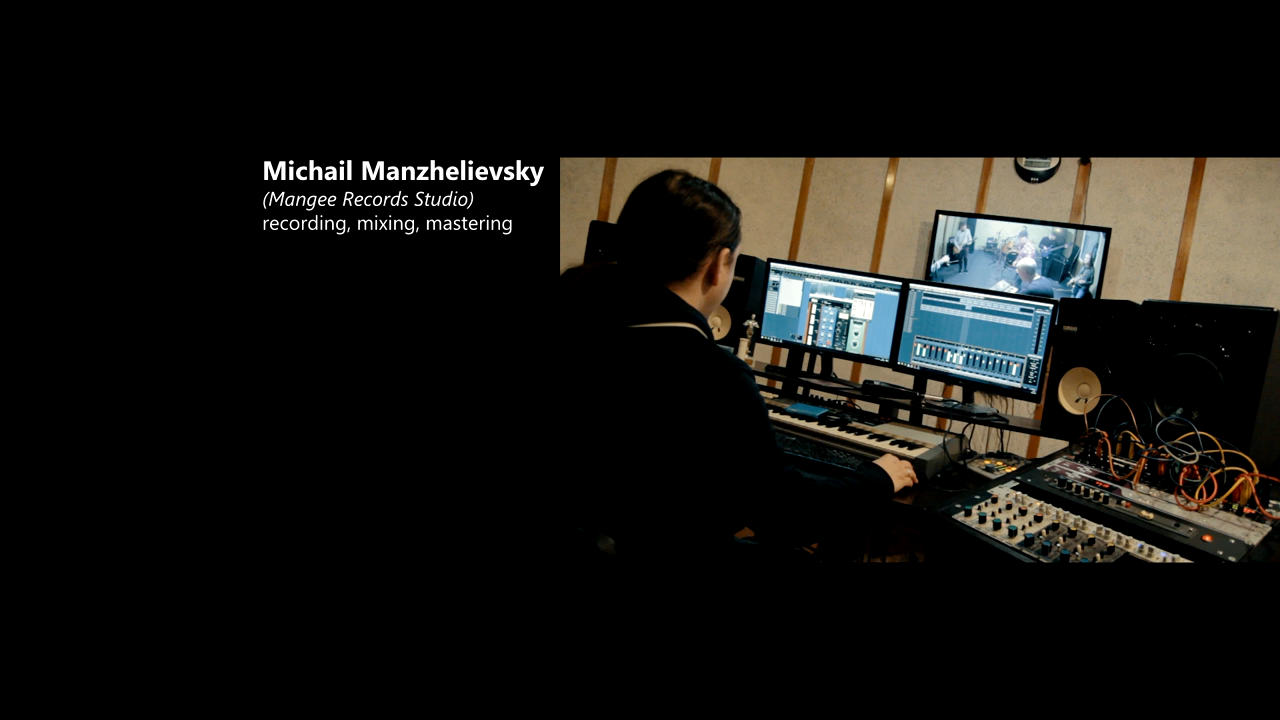 Michail Manzhelievsky
(Mangee Records Studio)
recording, mixing, mastering